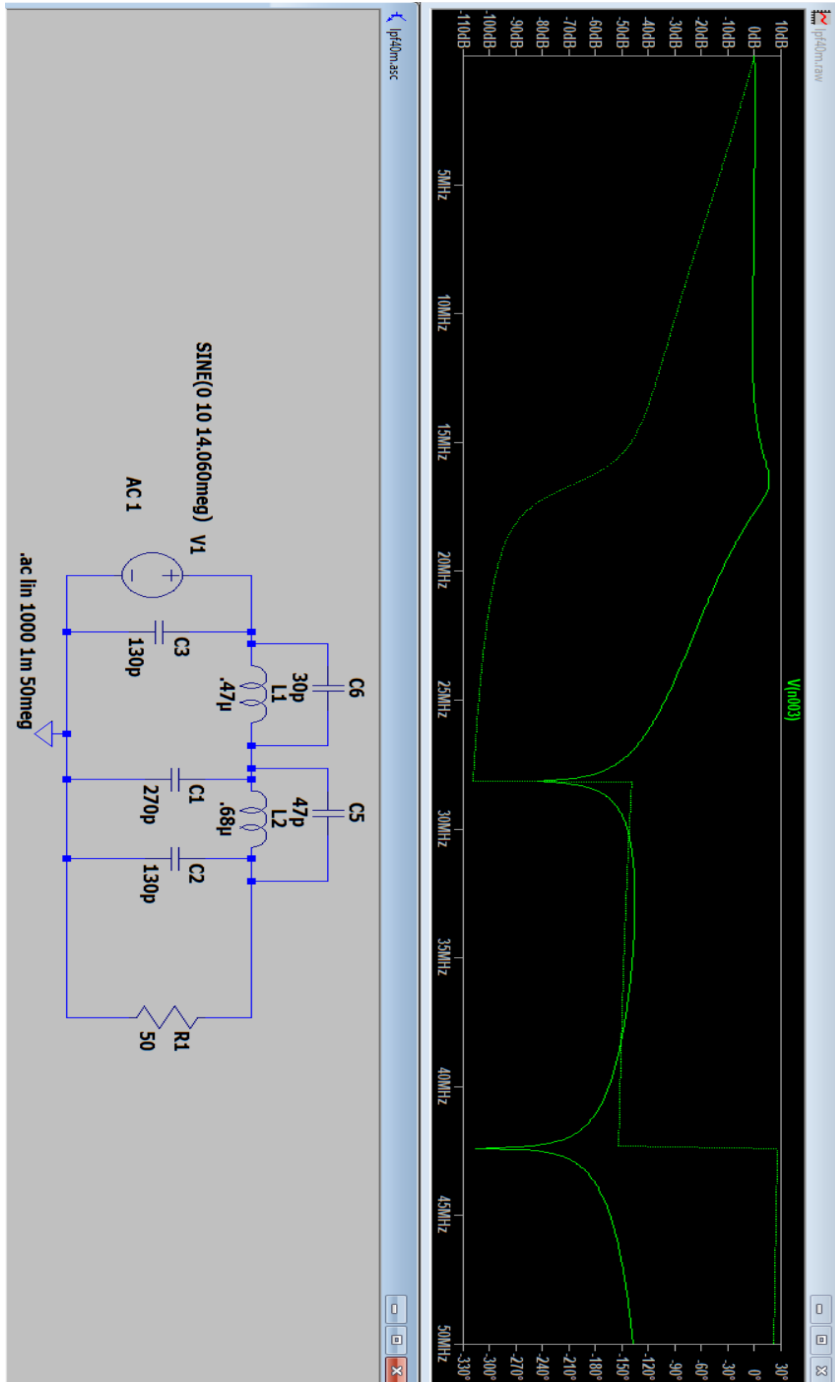 lpf40m.raw
V(n003)
10dB
0dB
-10dB
-20dB
-30dB
-40dB
-50dB
-60dB
-70dB
-80dB
-90dB
-100dB
-110dB
30°
0°
-30°
-60°
-90°
-120°
-150°
-180°
-210°
-240°
-270°
-300°
-330°
5MHz
10MHz
15MHz
20MHz
25MHz
30MHz
35MHz
40MHz
45MHz
50MHz
lpf40m.asc
C6
30p
L1
.47µ
C5
47p
L2
.68µ
SINE(0 10 14.060meg)
V1
AC 1
C3
130p
C1
270p
C2
130p
R1
50
.ac lin 1000 1m 50meg